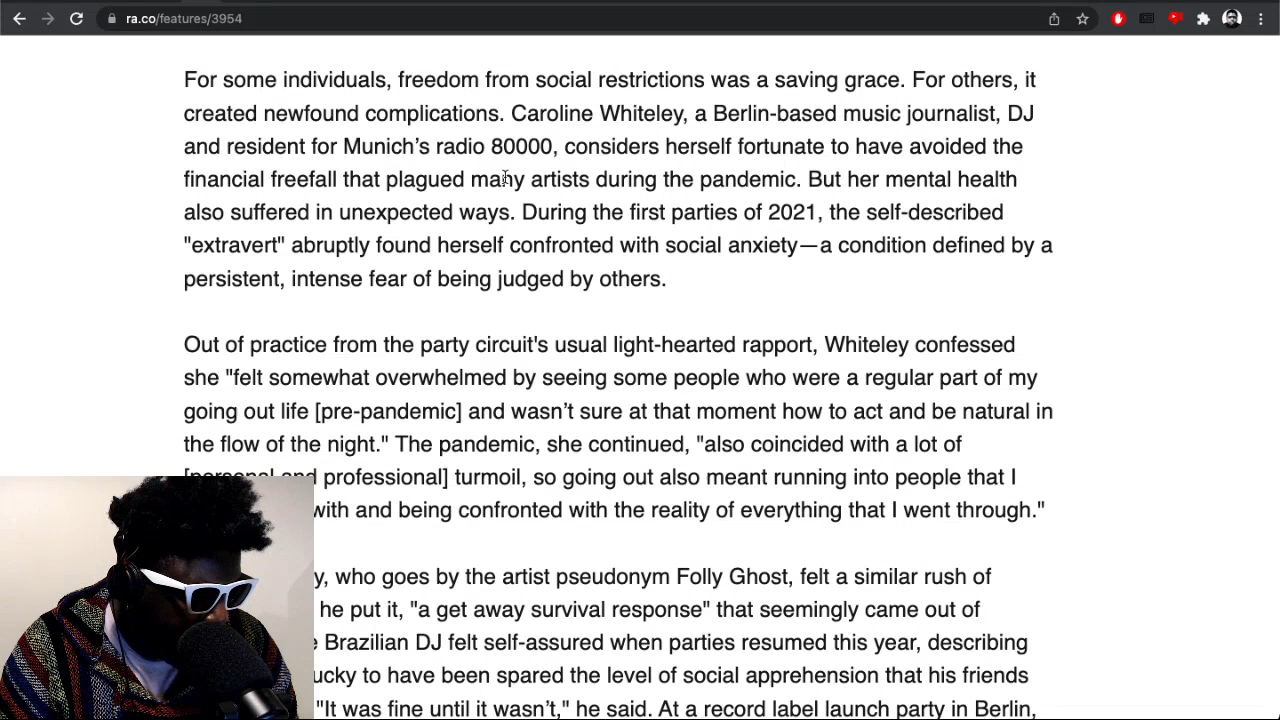 ra.co/features/3954
For some individuals, freedom from social restrictions was a saving grace. For others, it
created newfound complications. Caroline Whiteley, a Berlin-based music journalist, DJ
and resident for Munich’s radio 80000, considers herself fortunate to have avoided the
financial freefall that plagued many artists during the pandemic. But her mental health
also suffered in unexpected ways. During the first parties of 2021, the self-described
"extravert" abruptly found herself confronted with social anxiety—a condition defined by a
persistent, intense fear of being judged by others.
Out of practice from the party circuit's usual light-hearted rapport, Whiteley confessed
she "felt somewhat overwhelmed by seeing some people who were a regular part of my
going out life [pre-pandemic] and wasn’t sure at that moment how to act and be natural in
the flow of the night." The pandemic, she continued, "also coincided with a lot of
[personal and professional] turmoil, so going out also meant running into people that I
with and being confronted with the reality of everything that I went through."
y, who goes by the artist pseudonym Folly Ghost, felt a similar rush of
he put it, "a get away survival response" that seemingly came out of
Brazilian DJ felt self-assured when parties resumed this year, describing
ucky to have been spared the level of social apprehension that his friends
"It was fine until it wasn’t," he said. At a record label launch party in Berlin,